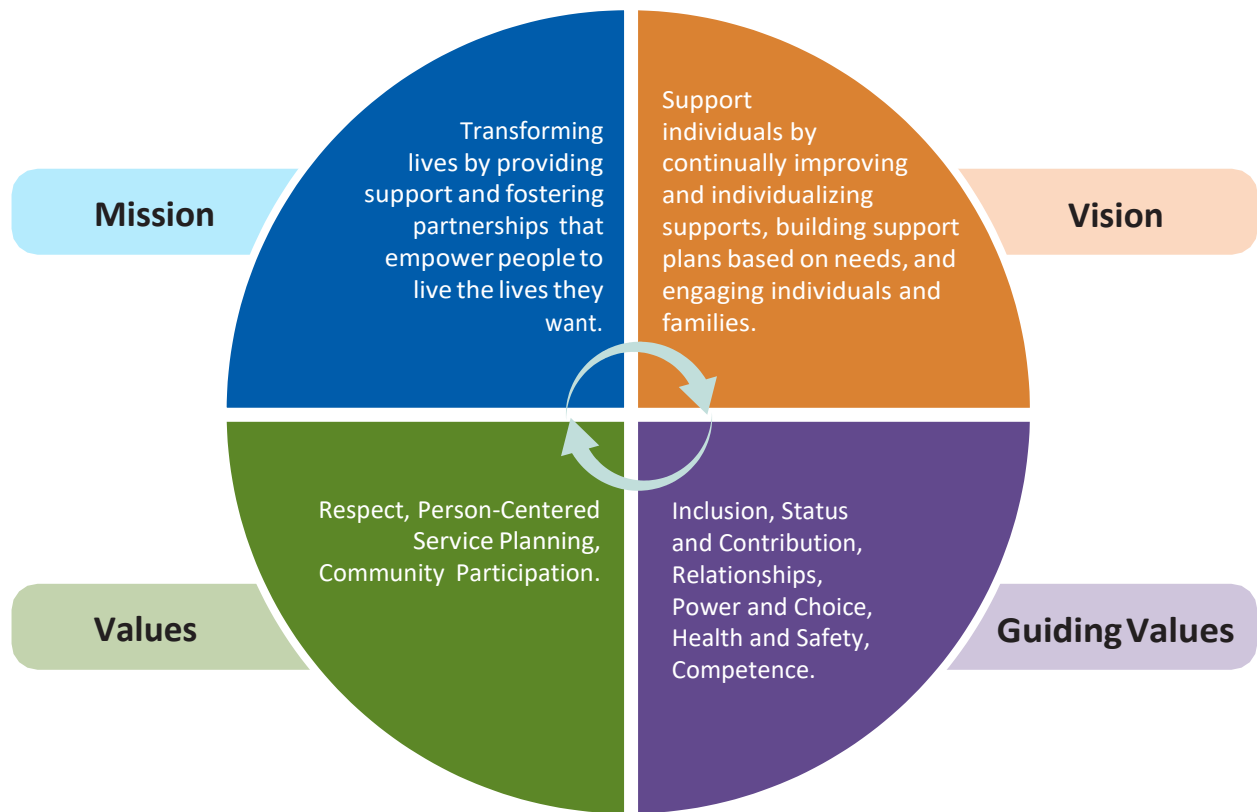 Mission
Transforming
lives by providing
support and fostering
partnerships that
empower people to
live the lives they
want.
Support
individuals by
continually improving
and individualizing
supports, building support
plans based on needs, and
engaging individuals and
families.
Vision
Values
Respect, Person-Centered
Service Planning,
Community Participation.
Inclusion, Status
and Contribution,
Relationships,
Power and Choice,
Health and Safety,
Competence.
Guiding Values